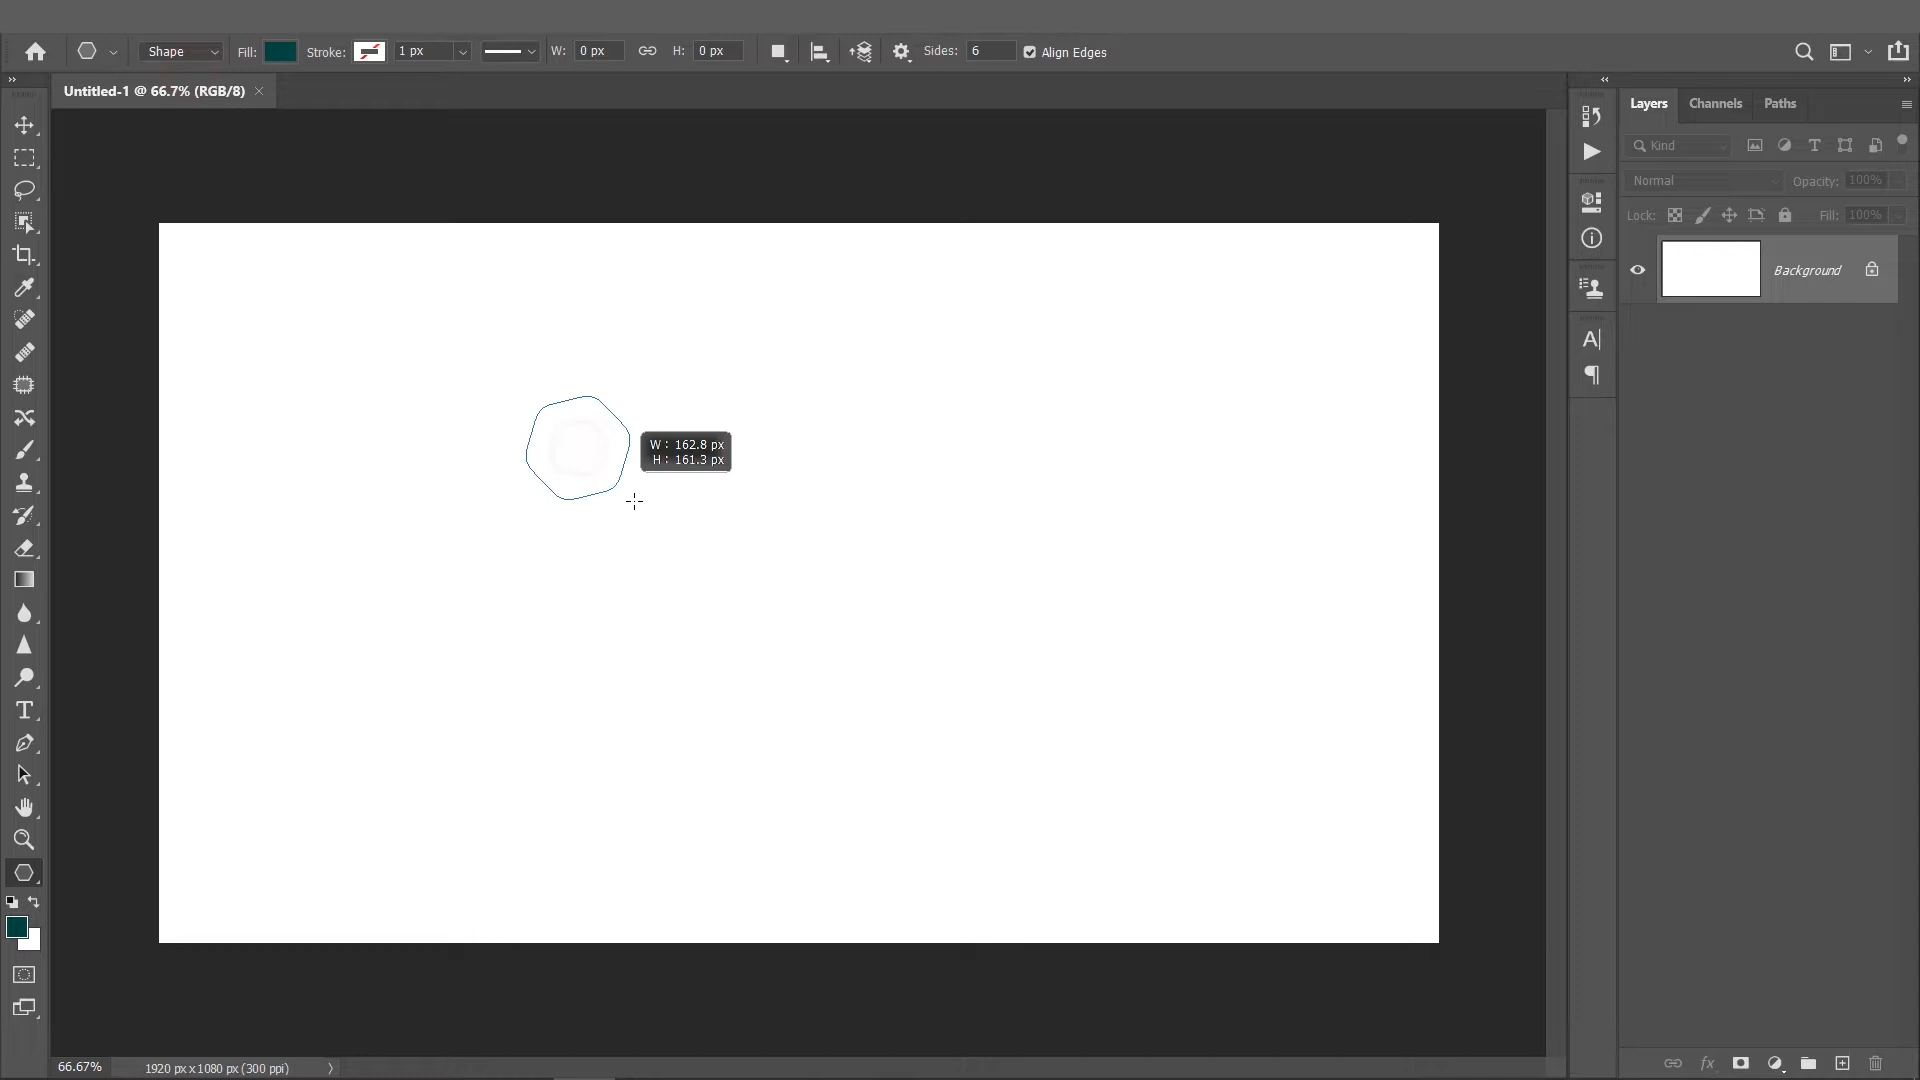 Shape Fill: Stroke: 1 px W: 0 px H: 0 px Sides: 6 Align Edges
Untitled-1 @ 66.7% (RGB/8)
Layers Channels Paths
Kind
Normal Opacity: 100%
Lock: Fill: 100%
Background
W : 162.8 px
H : 161.3 px
66.67% 1920 px x 1080 px (300 ppi)